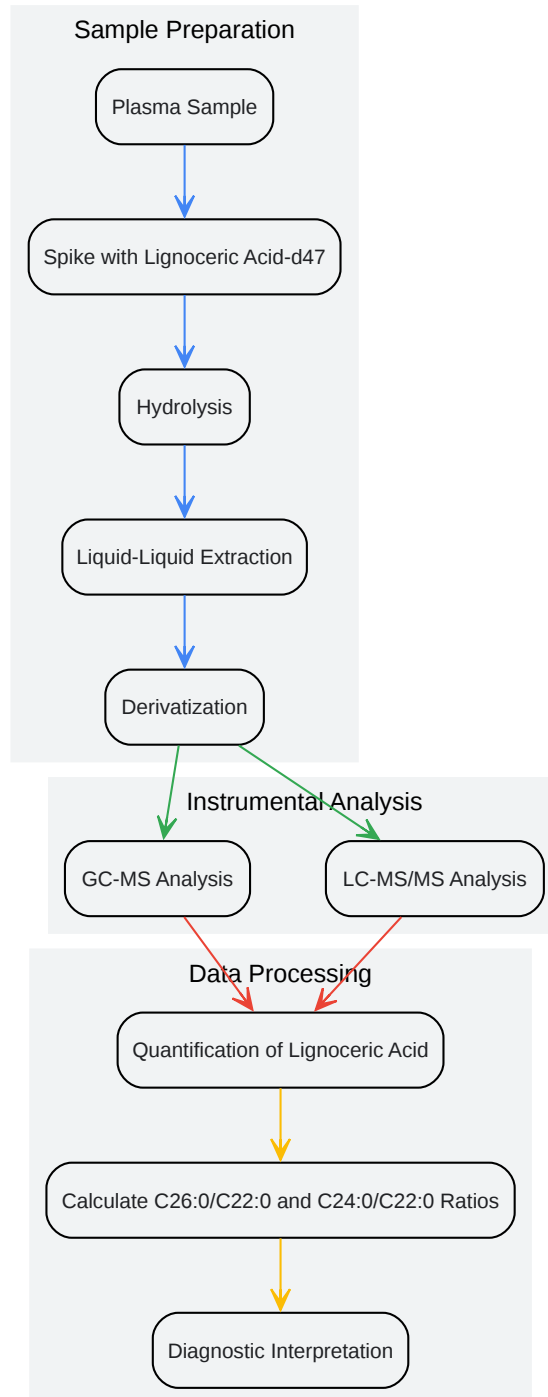 Sample Preparation
Plasma Sample
Spike with Lignoceric Acid-d47
Hydrolysis
Liquid-Liquid Extraction
Derivatization
Instrumental Analysis
GC-MS Analysis
LC-MS/MS Analysis
Data Processing
Quantification of Lignoceric Acid
Calculate C26:0/C22:0 and C24:0/C22:0 Ratios
Diagnostic Interpretation